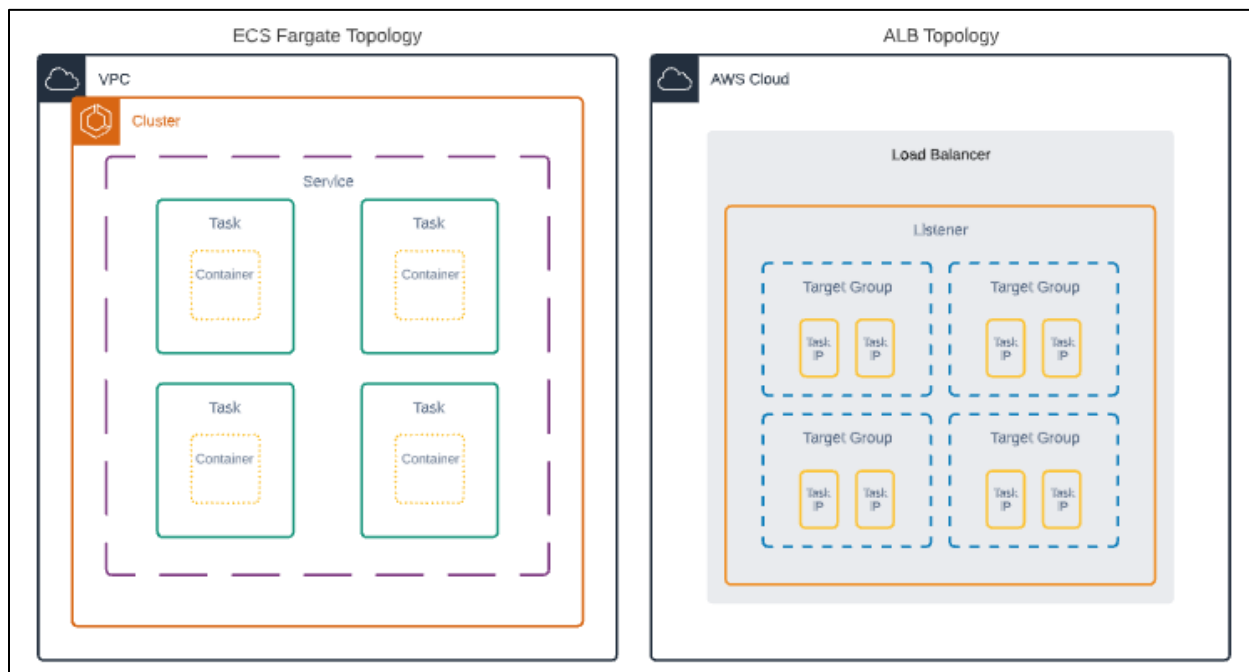 ECS Fargate Topology
VPC
Cluster
Service
Task
Container
Task
Container
Task
Container
Task
Container
ALB Topology
AWS Cloud
Load Balancer
Listener
Target Group
Task
IP
Task
IP
Target Group
Task
IP
Task
IP
Target Group
Task
IP
Task
IP
Target Group
Task
IP
Task
IP